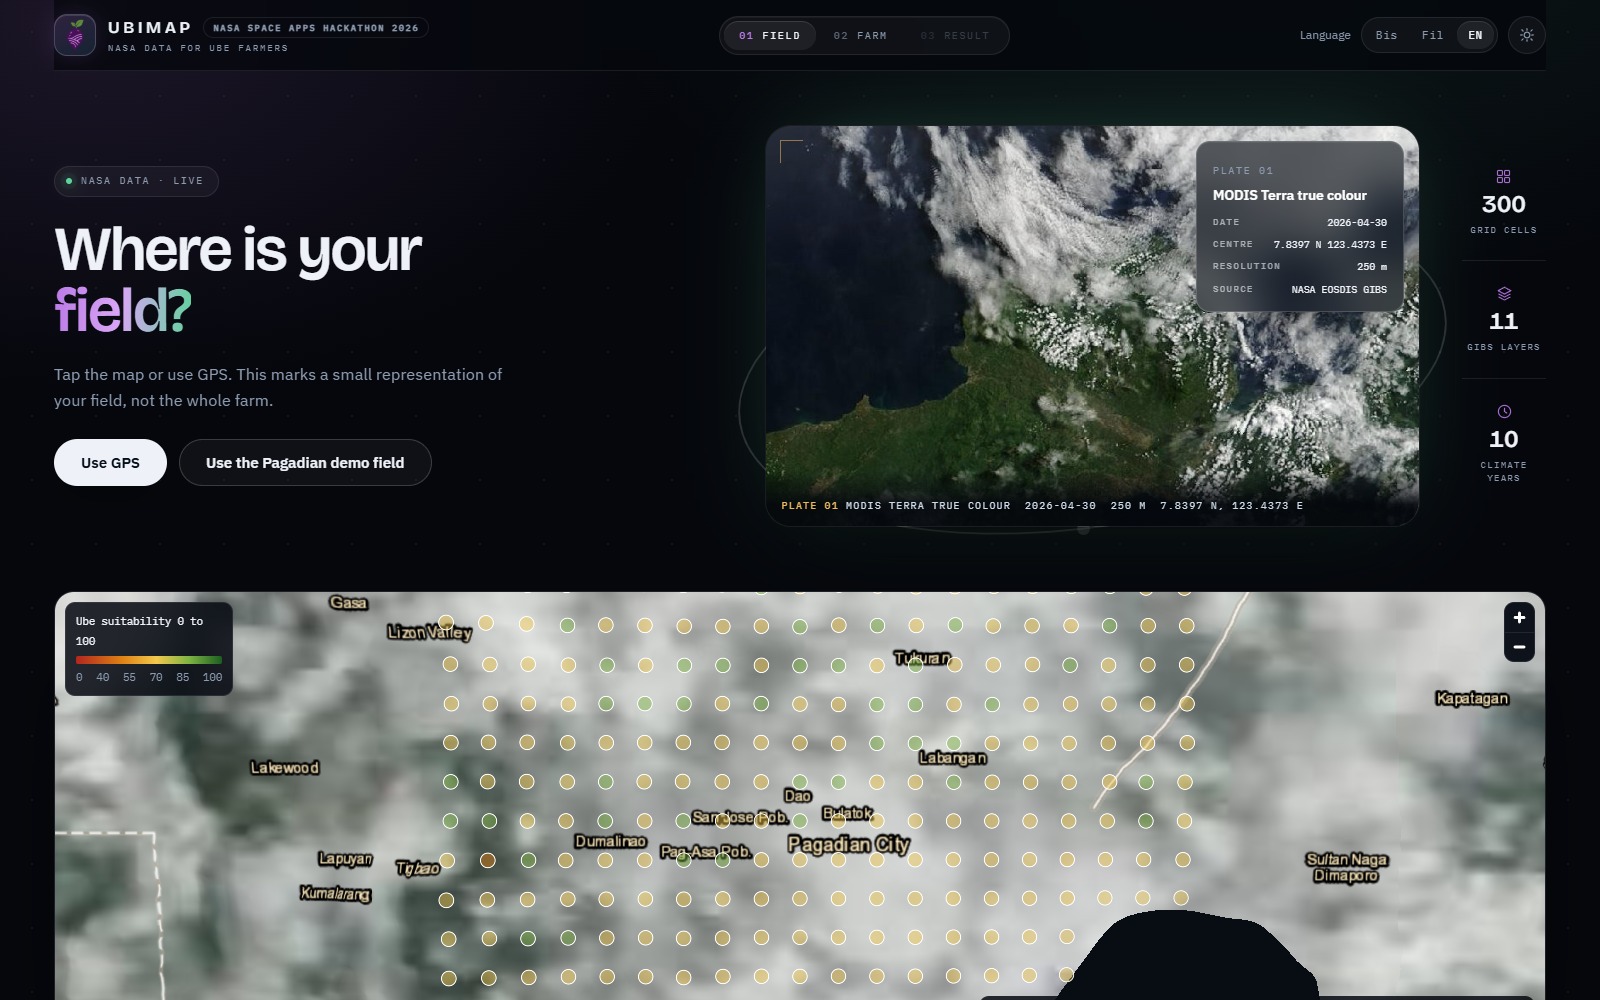 UBIMAP
NASA SPACE APPS HACKATHON 2026
NASA DATA FOR UBE FARMERS
01 FIELD
02 FARM
03 RESULT
Language
Bis
Fil
EN
NASA DATA · LIVE
Where is your
field?
Tap the map or use GPS. This marks a small representation of
your field, not the whole farm.
Use GPS
Use the Pagadian demo field
PLATE 01
MODIS Terra true colour
DATE 2026-04-30
CENTRE 7.8397 N 123.4373 E
RESOLUTION 250 m
SOURCE NASA EOSDIS GIBS
PLATE 01 MODIS TERRA TRUE COLOUR 2026-04-30 250 M 7.8397 N, 123.4373 E
300
GRID CELLS
11
GIBS LAYERS
10
CLIMATE
YEARS
Ube suitability 0 to
100
0 40 55 70 85 100
+
−
Gasa
Lizon Valley
Tukuran
Kapatagan
Labangan
Lakewood
Dao
San Jose Pob.
Bulatok
Dumalinao
Pag-Asa Pob.
Pagadian City
Lapuyan
Tigbao
Kumalarang
Sultan Naga
Dimaporo